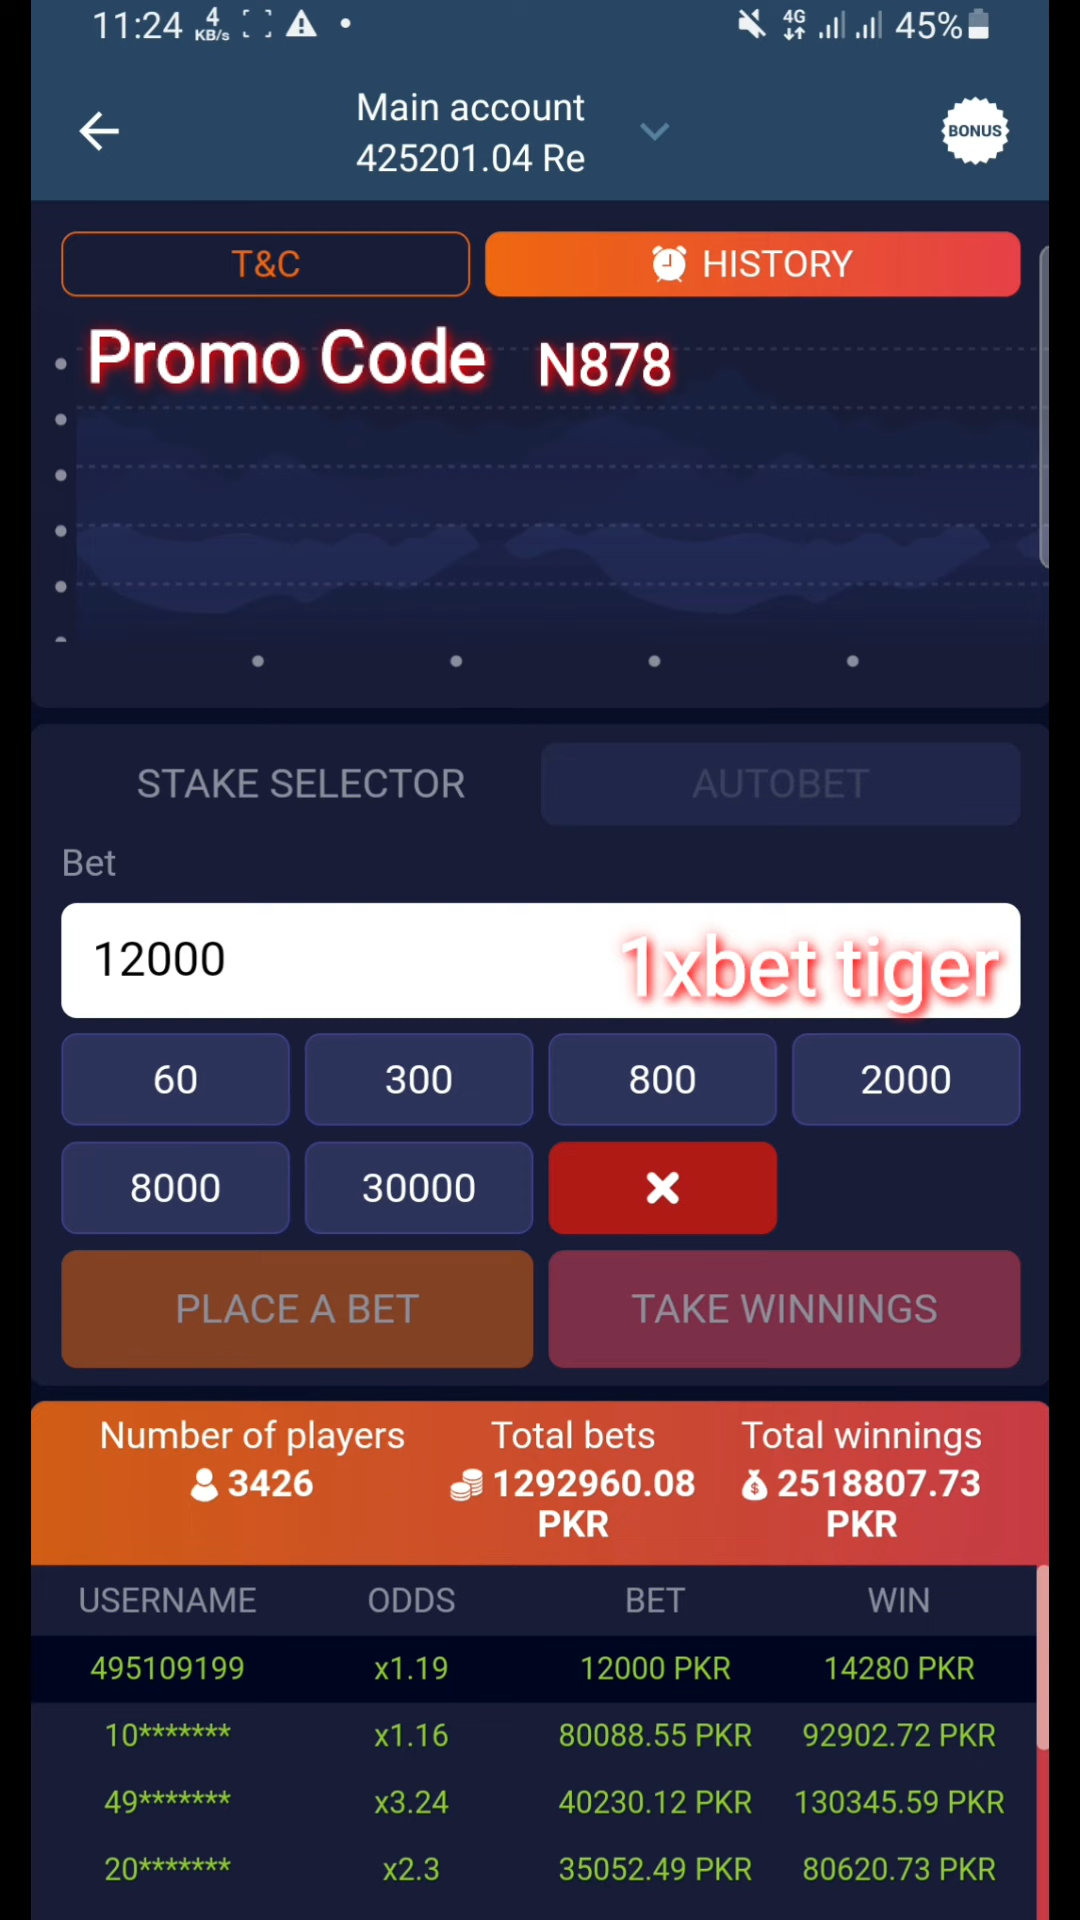 11:24 4 KB/s 4G 45%
Main account
425201.04 Re
BONUS
T&C HISTORY
Promo Code N878
STAKE SELECTOR AUTOBET
Bet
12000 1xbet tiger
60 300 800 2000
8000 30000
PLACE A BET TAKE WINNINGS
Number of players Total bets Total winnings
3426 1292960.08 2518807.73
PKR PKR
USERNAME ODDS BET WIN
495109199 x1.19 12000 PKR 14280 PKR
10******* x1.16 80088.55 PKR 92902.72 PKR
49******* x3.24 40230.12 PKR 130345.59 PKR
20******* x2.3 35052.49 PKR 80620.73 PKR